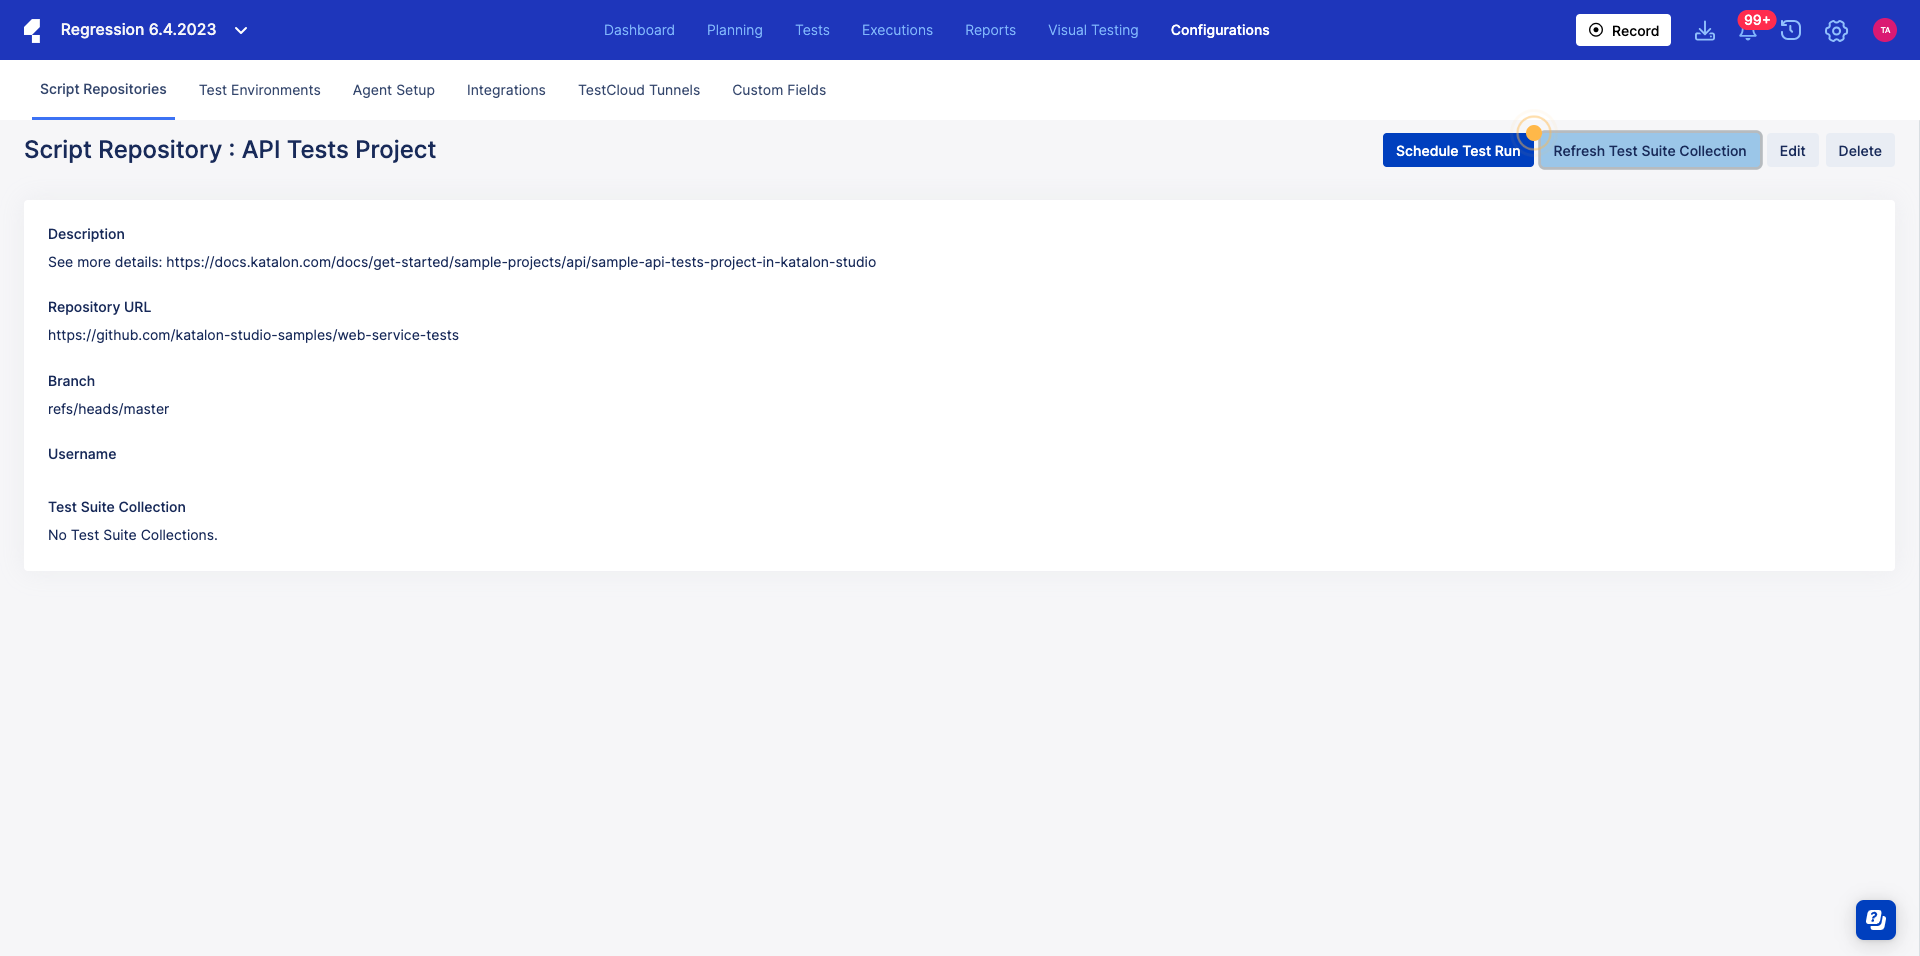 Regression 6.4.2023
Dashboard Planning Tests Executions Reports Visual Testing Configurations
Record
99+
TA
Script Repositories Test Environments Agent Setup Integrations TestCloud Tunnels Custom Fields
Script Repository : API Tests Project
Schedule Test Run Refresh Test Suite Collection Edit Delete
Description
See more details: https://docs.katalon.com/docs/get-started/sample-projects/api/sample-api-tests-project-in-katalon-studio
Repository URL
https://github.com/katalon-studio-samples/web-service-tests
Branch
refs/heads/master
Username
Test Suite Collection
No Test Suite Collections.
?